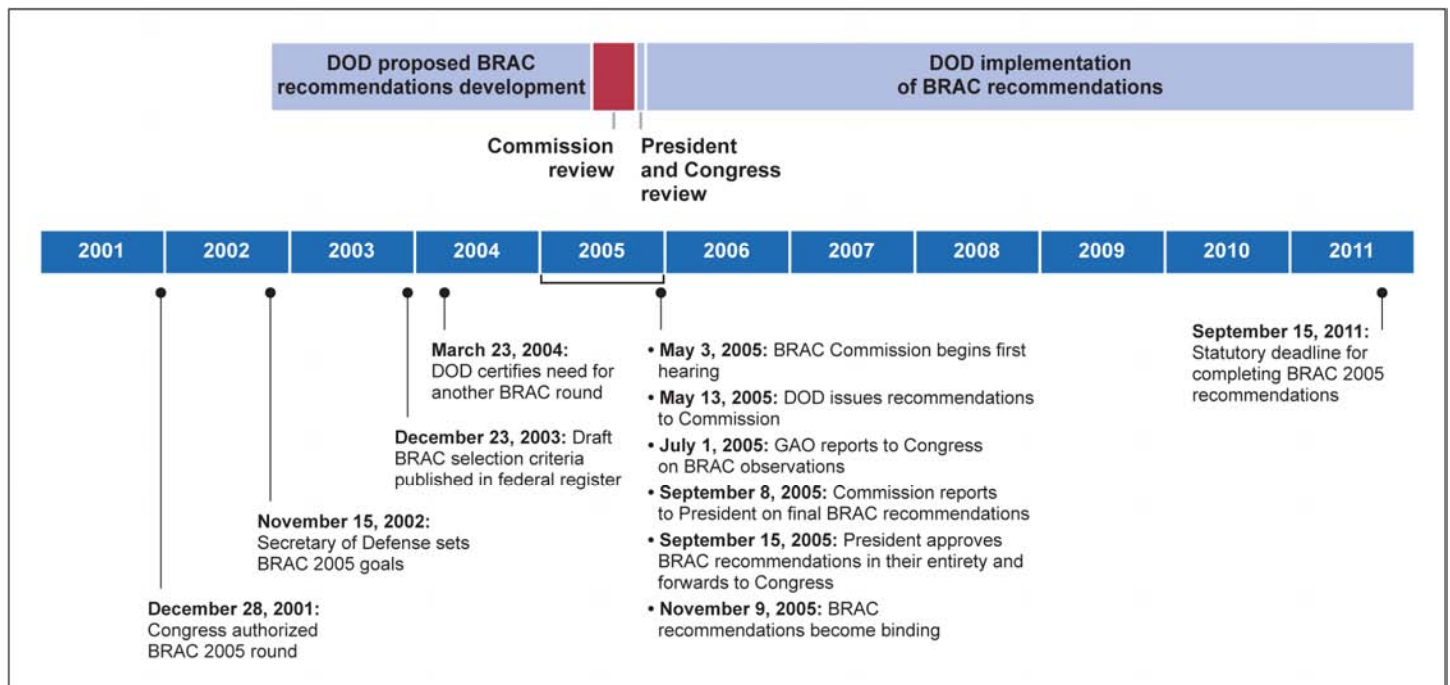 DOD proposed BRAC
recommendations development
DOD implementation
of BRAC recommendations
Commission
review
President
and Congress
review
2001
2002
2003
2004
2005
2006
2007
2008
2009
2010
2011
March 23, 2004:
DOD certifies need for
another BRAC round
December 23, 2003: Draft
BRAC selection criteria
published in federal register
November 15, 2002:
Secretary of Defense sets
BRAC 2005 goals
December 28, 2001:
Congress authorized
BRAC 2005 round
• May 3, 2005: BRAC Commission begins first
hearing
• May 13, 2005: DOD issues recommendations
to Commission
• July 1, 2005: GAO reports to Congress
on BRAC observations
• September 8, 2005: Commission reports
to President on final BRAC recommendations
• September 15, 2005: President approves
BRAC recommendations in their entirety and
forwards to Congress
• November 9, 2005: BRAC
recommendations become binding
September 15, 2011:
Statutory deadline for
completing BRAC 2005
recommendations